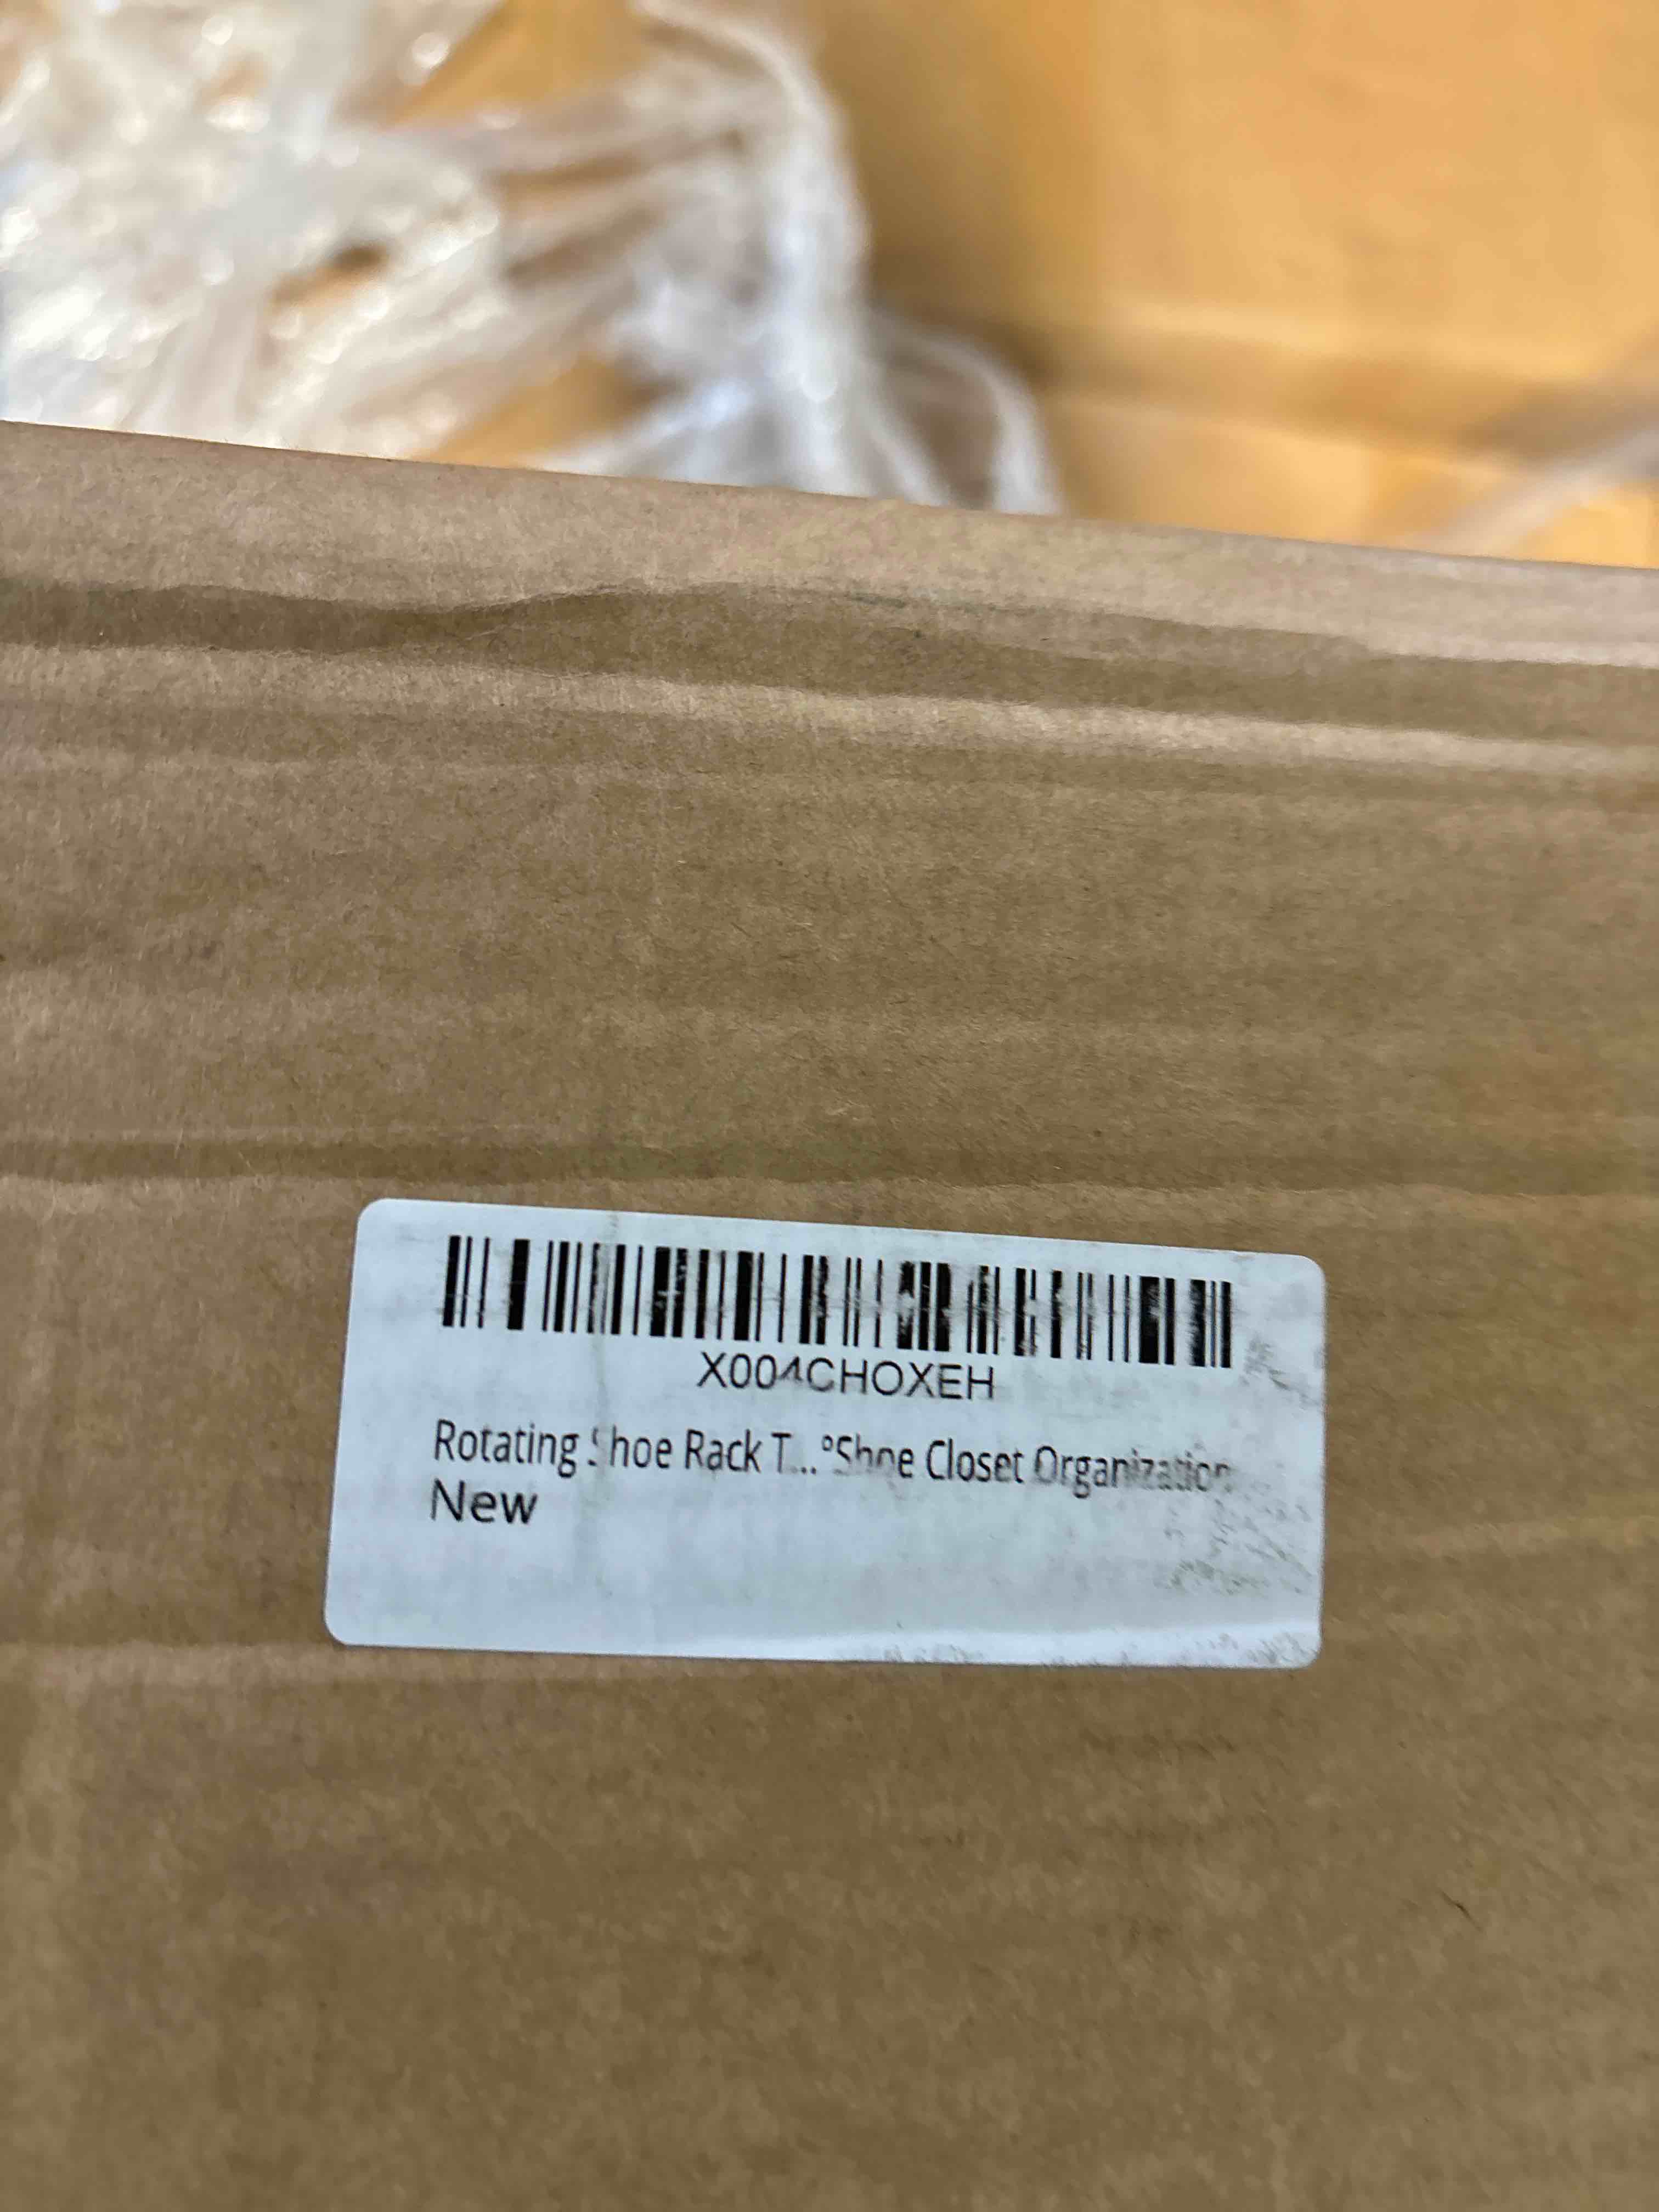 X004CHOXEH
Rotating Shoe Rack T...°Shoe Closet Organization
New